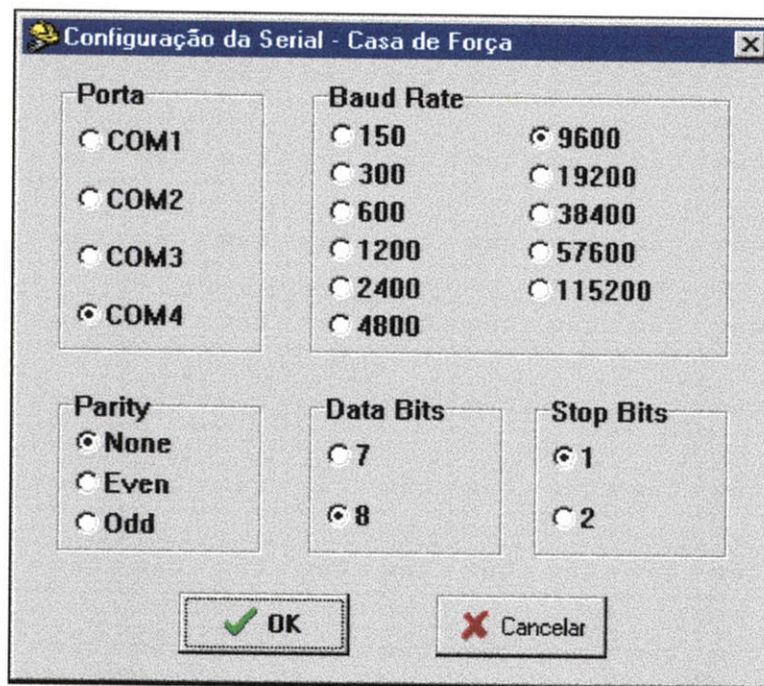 Configuração da Serial - Casa de Força
Porta
COM1
COM2
COM3
COM4
Baud Rate
150
300
600
1200
2400
4800
9600
19200
38400
57600
115200
Parity
None
Even
Odd
Data Bits
7
8
Stop Bits
1
2
OK
Cancelar